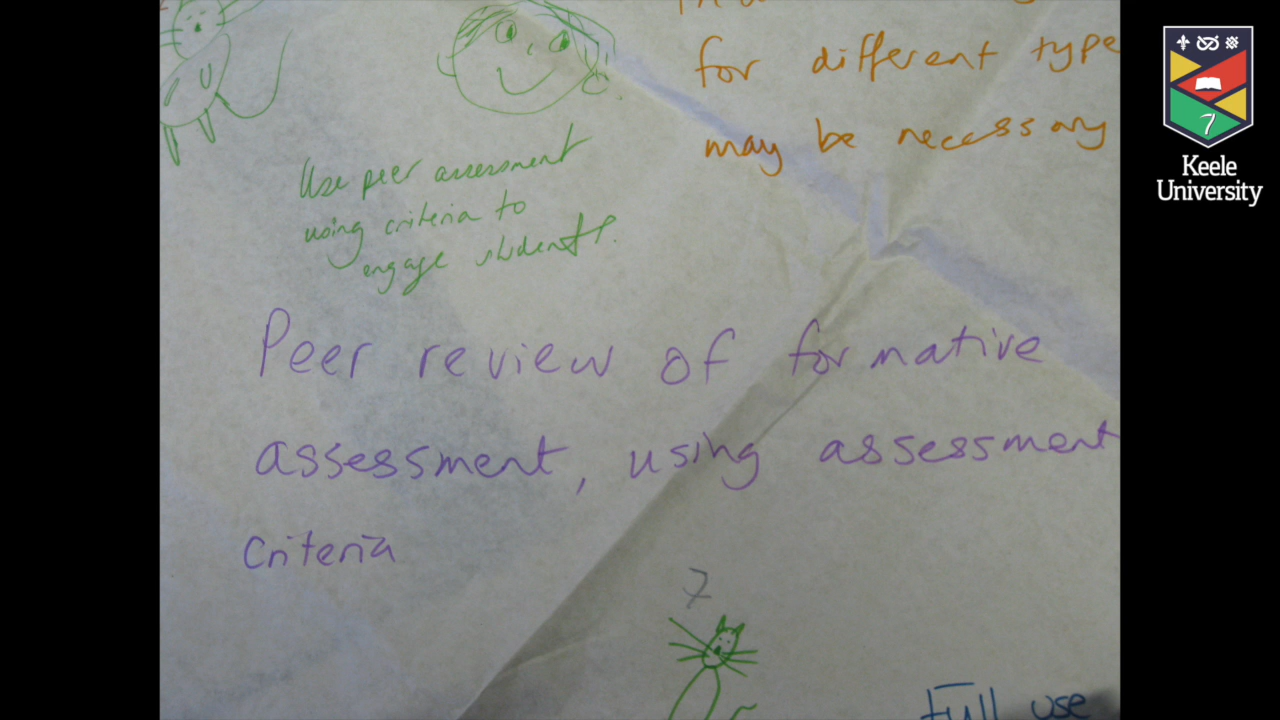 for different type
may be necessary
Use peer assessment
using criteria to
engage students.
Peer review of formative
assessment, using assessment
criteria
7
Full use
7
Keele
University